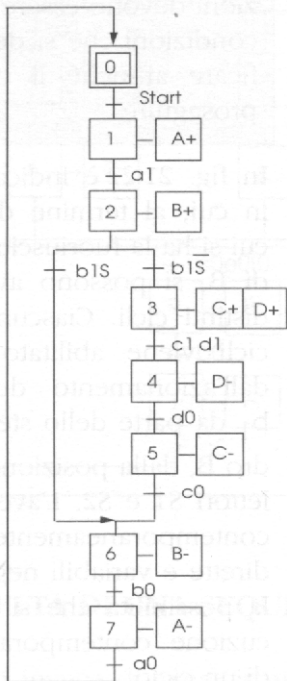 0
Start
1 A+
a1
2 B+
b1S b1S̅
3 C+ D+
c1 d1
4 D-
d0
5 C-
c0
6 B-
b0
7 A-
a0